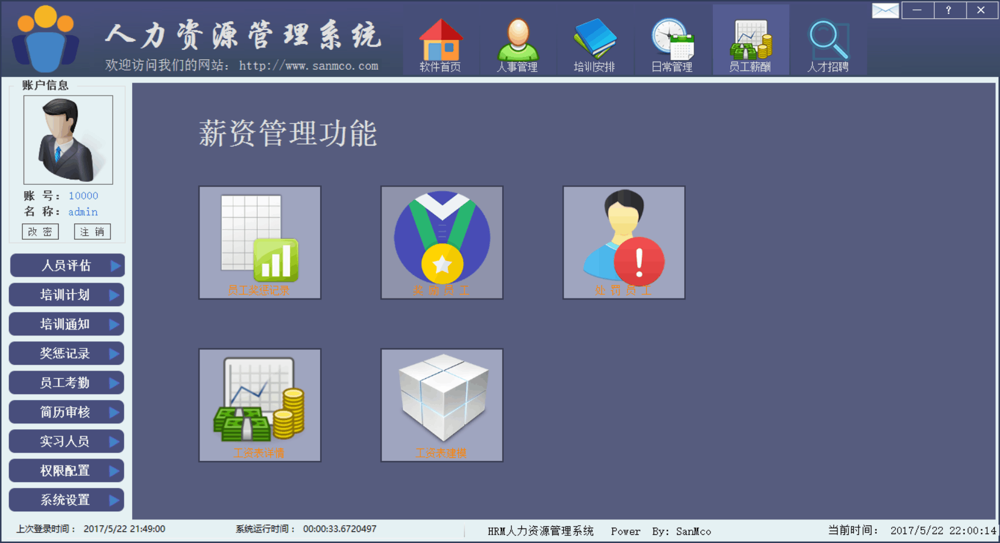 人力资源管理系统
欢迎访问我们的网站：http://www.sanmco.com
软件首页
人事管理
培训安排
日常管理
员工薪酬
人才招聘
?
账户信息
账 号： 10000
名 称： admin
改 密
注 销
人员评估
培训计划
培训通知
奖惩记录
员工考勤
简历审核
实习人员
权限配置
系统设置
薪资管理功能
员工奖惩记录
奖 励 员 工
处 罚 员 工
工资表详情
工资表建模
上次登录时间： 2017/5/22 21:49:00
系统运行时间： 00:00:33.6720497
HRM人力资源管理系统 Power By: SanMco
当前时间： 2017/5/22 22:00:14